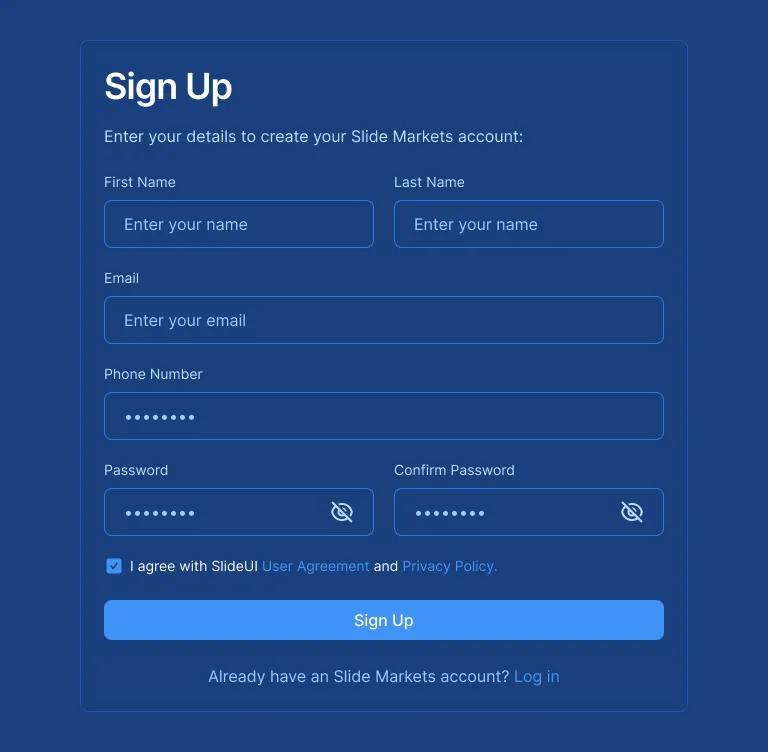 Sign Up
Enter your details to create your Slide Markets account:
First Name
Last Name
Enter your name
Enter your name
Email
Enter your email
Phone Number
••••••••
Password
Confirm Password
••••••••
••••••••
I agree with SlideUI User Agreement and Privacy Policy.
Sign Up
Already have an Slide Markets account? Log in